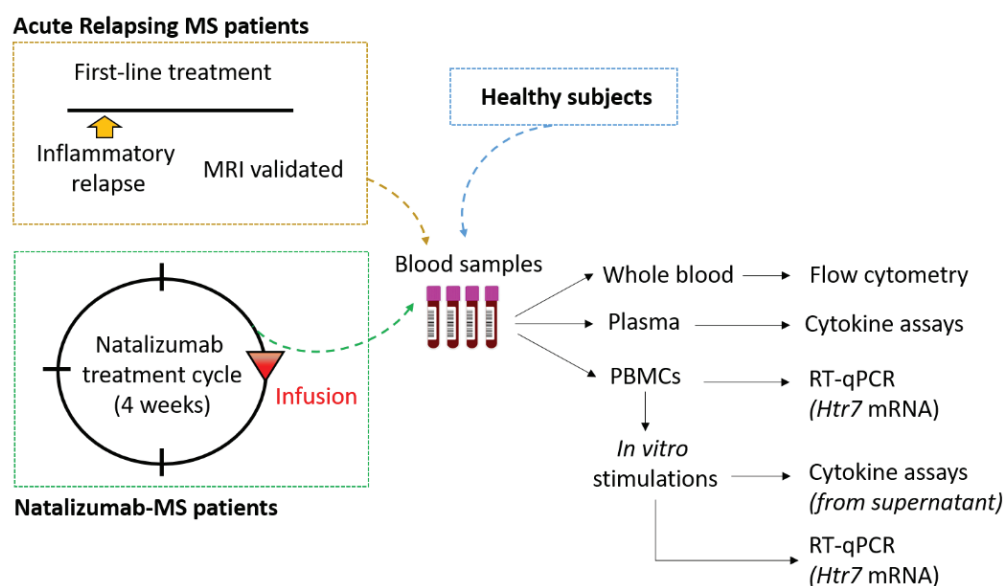 Acute Relapsing MS patients
First-line treatment
Inflammatory
relapse
MRI validated
Healthy subjects
Natalizumab
treatment cycle
(4 weeks)
Infusion
Natalizumab-MS patients
Blood samples
Whole blood
Flow cytometry
Plasma
Cytokine assays
PBMCs
RT-qPCR
(Htr7 mRNA)
In vitro
stimulations
Cytokine assays
(from supernatant)
RT-qPCR
(Htr7 mRNA)